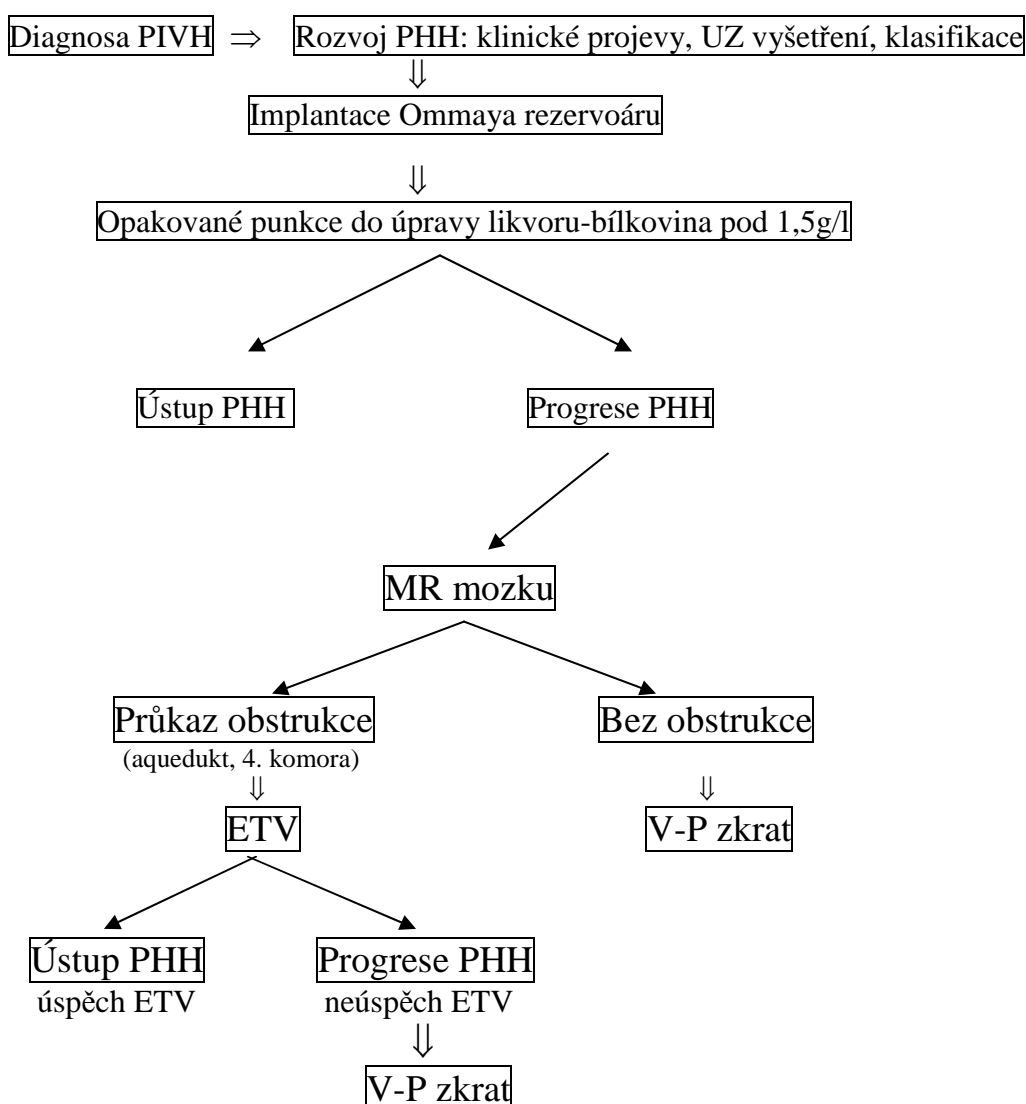 Diagnosa PIVH ⇒ Rozvoj PHH: klinické projevy, UZ vyšetření, klasifikace
⇓
Implantace Ommaya rezervoáru
⇓
Opakované punkce do úpravy likvoru-bílkovina pod 1,5g/l
Ústup PHH Progrese PHH
MR mozku
Průkaz obstrukce Bez obstrukce
(aquedukt, 4. komora)
⇓ ⇓
ETV V-P zkrat
Ústup PHH Progrese PHH
úspěch ETV neúspěch ETV
⇓
V-P zkrat